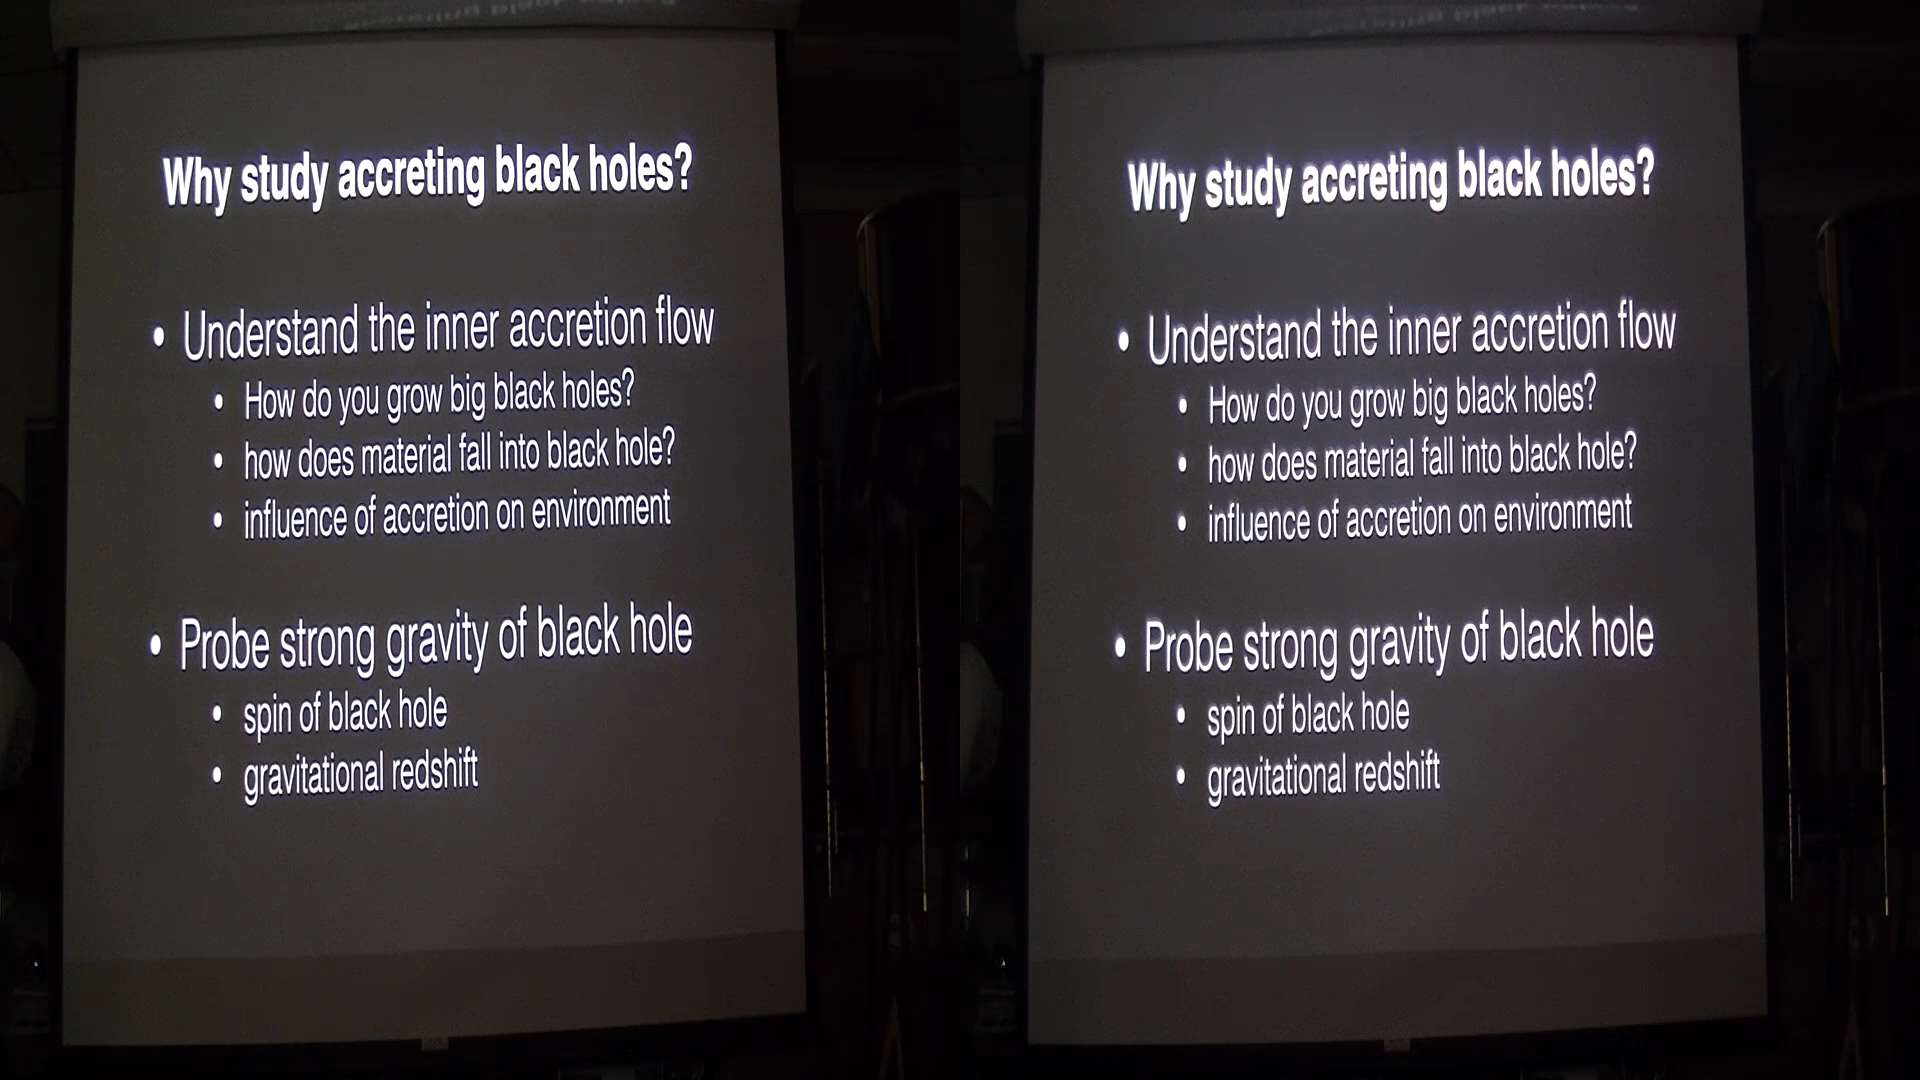 Why study accreting black holes?
• Understand the inner accretion flow
• How do you grow big black holes?
• how does material fall into black hole?
• influence of accretion on environment
• Probe strong gravity of black hole
• spin of black hole
• gravitational redshift
Why study accreting black holes?
• Understand the inner accretion flow
• How do you grow big black holes?
• how does material fall into black hole?
• influence of accretion on environment
• Probe strong gravity of black hole
• spin of black hole
• gravitational redshift